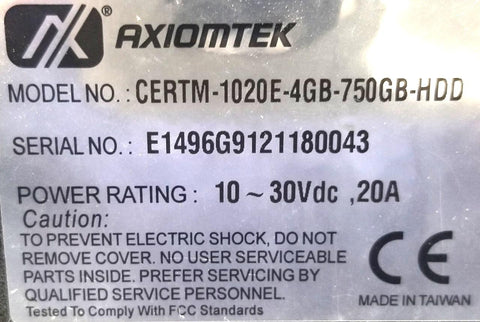 ® AXIOMTEK
MODEL NO. : CERTM-1020E-4GB-750GB-HDD
SERIAL NO. : E1496G9121180043
POWER RATING : 10 ~ 30Vdc ,20A
Caution:
TO PREVENT ELECTRIC SHOCK, DO NOT
REMOVE COVER. NO USER SERVICEABLE
PARTS INSIDE. PREFER SERVICING BY
QUALIFIED SERVICE PERSONNEL.
Tested To Comply With FCC Standards
CE
MADE IN TAIWAN